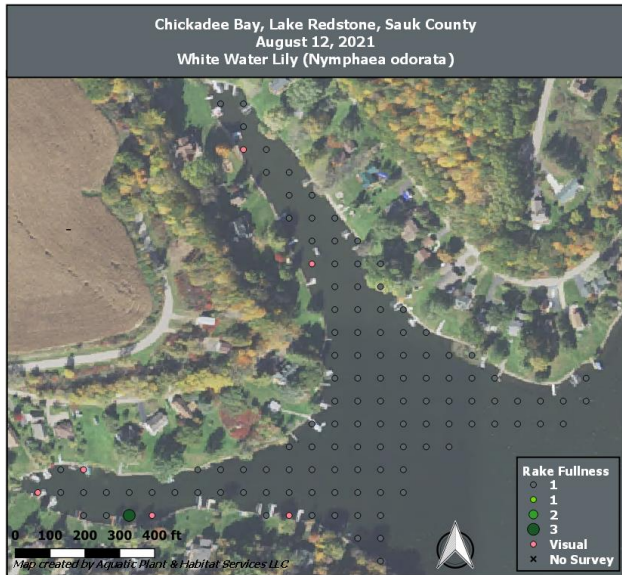 Chickadee Bay, Lake Redstone, Sauk County
August 12, 2021
White Water Lily (Nymphaea odorata)
Rake Fullness
1
1
2
3
Visual
No Survey
0 100 200 300 400 ft
Map created by Aquatic Plant & Habitat Services LLC